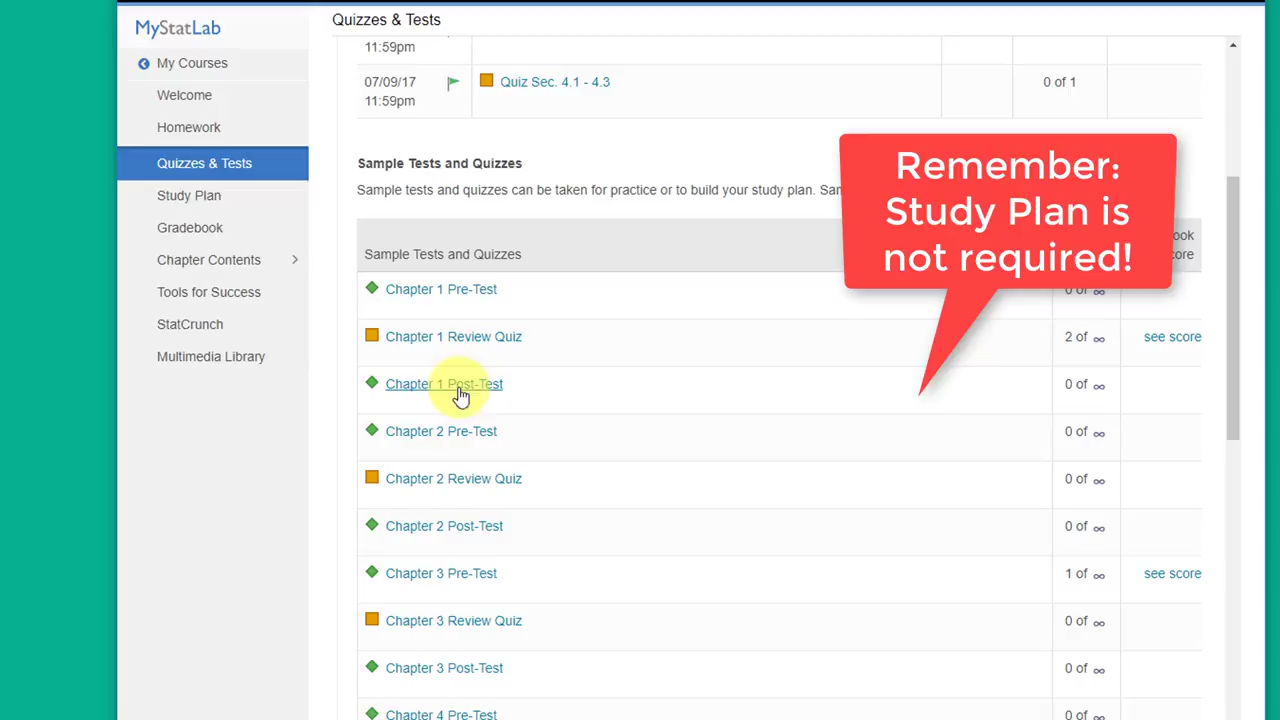 MyStatLab
My Courses
Welcome
Homework
Quizzes & Tests
Study Plan
Gradebook
Chapter Contents
Tools for Success
StatCrunch
Multimedia Library
Quizzes & Tests
11:59pm
07/09/17
11:59pm
Quiz Sec. 4.1 - 4.3
0 of 1
Sample Tests and Quizzes
Sample tests and quizzes can be taken for practice or to build your study plan.
Remember:
Study Plan is
not required!
Sample Tests and Quizzes
Chapter 1 Pre-Test
0 of ∞
Chapter 1 Review Quiz
2 of ∞
see score
Chapter 1 Post-Test
0 of ∞
Chapter 2 Pre-Test
0 of ∞
Chapter 2 Review Quiz
0 of ∞
Chapter 2 Post-Test
0 of ∞
Chapter 3 Pre-Test
1 of ∞
see score
Chapter 3 Review Quiz
0 of ∞
Chapter 3 Post-Test
0 of ∞
Chapter 4 Pre-Test
0 of ∞